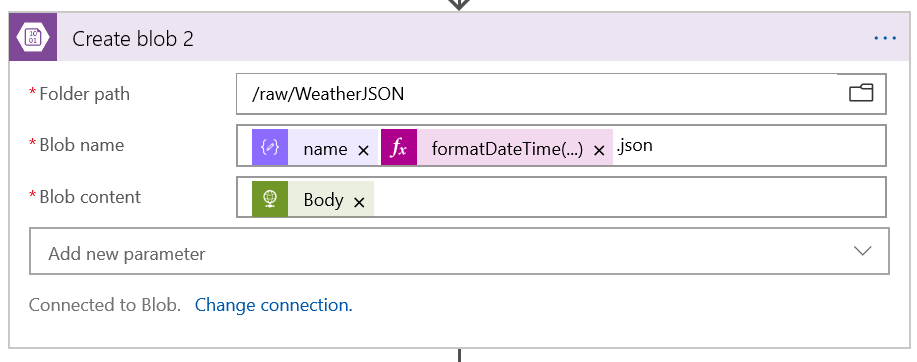 Create blob 2 ...
* Folder path /raw/WeatherJSON
* Blob name name × fx formatDateTime(...) × .json
* Blob content Body ×
Add new parameter
Connected to Blob. Change connection.